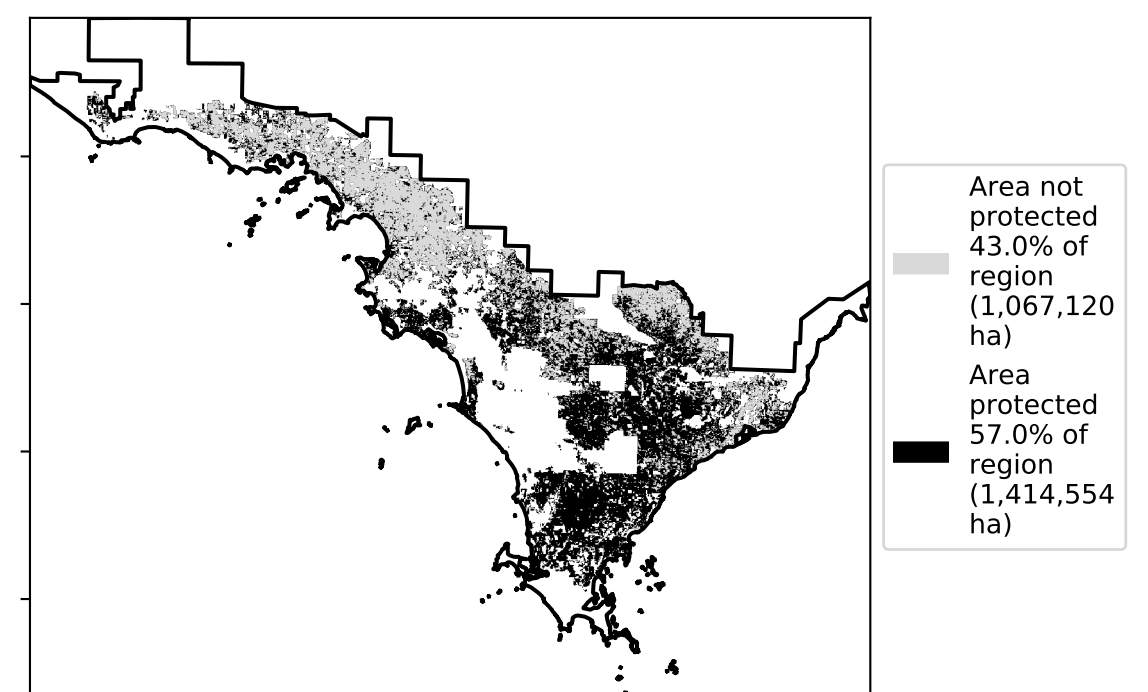 Area not
protected
43.0% of
region
(1,067,120
ha)
Area
protected
57.0% of
region
(1,414,554
ha)